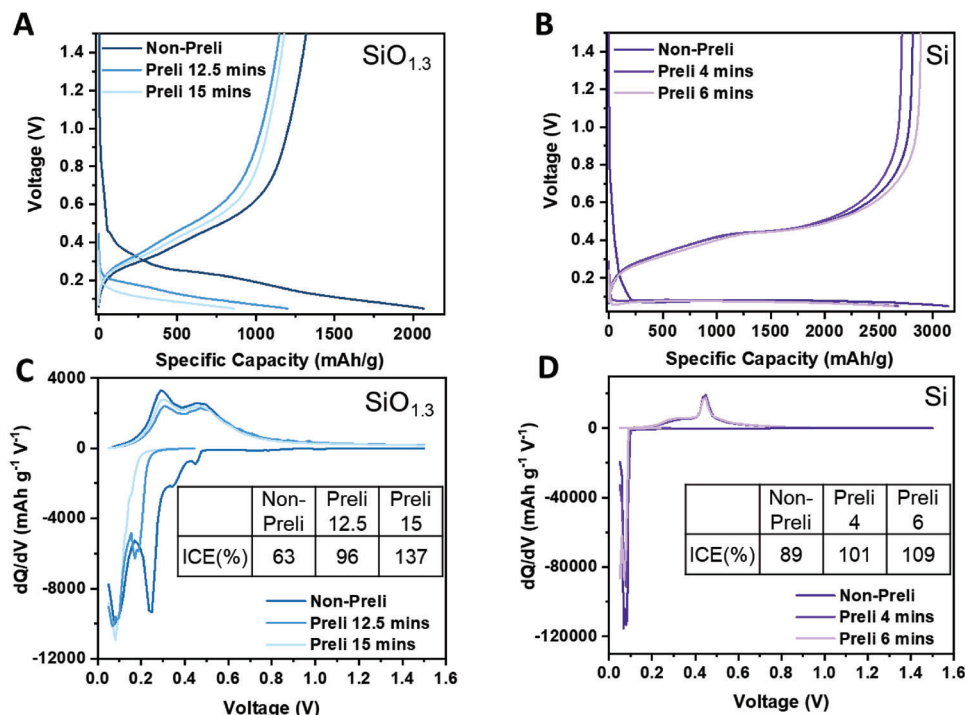 A
Non-Preli
Preli 12.5 mins
Preli 15 mins
SiO1.3
1.4
1.2
1.0
0.8
0.6
0.4
0.2
Voltage (V)
0 500 1000 1500 2000
Specific Capacity (mAh/g)
B
Non-Preli
Preli 4 mins
Preli 6 mins
Si
1.4
1.2
1.0
0.8
0.6
0.4
0.2
Voltage (V)
0 500 1000 1500 2000 2500 3000
Specific Capacity (mAh/g)
C
SiO1.3
4000
0
-4000
-8000
-12000
dQ/dV (mAh g-1 V-1)
Non-Preli Preli 12.5 Preli 15
ICE(%) 63 96 137
Non-Preli
Preli 12.5 mins
Preli 15 mins
0.0 0.2 0.4 0.6 0.8 1.0 1.2 1.4 1.6
Voltage (V)
D
Si
0
-40000
-80000
-120000
dQ/dV (mAh g-1 V-1)
Non-Preli Preli 4 Preli 6
ICE(%) 89 101 109
Non-Preli
Preli 4 mins
Preli 6 mins
0.0 0.2 0.4 0.6 0.8 1.0 1.2 1.4 1.6
Voltage (V)